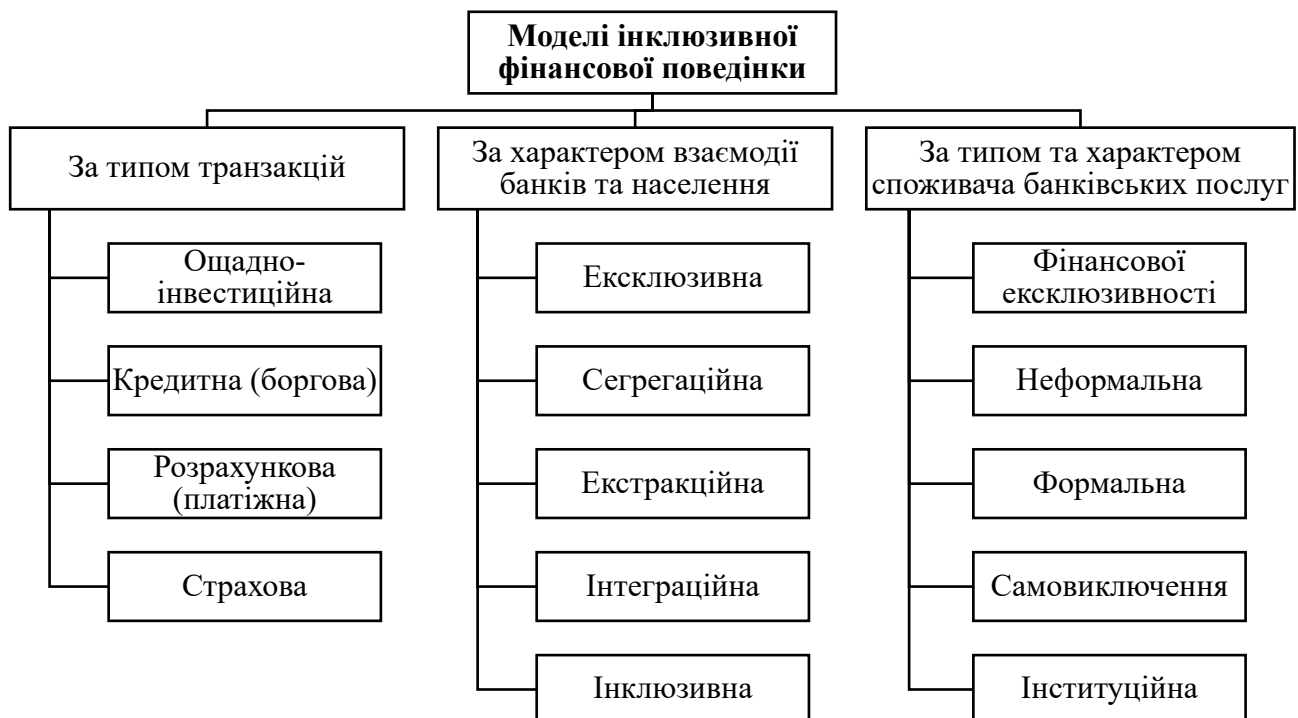 Моделі інклюзивної
фінансової поведінки
За типом транзакцій
Ощадно-
інвестиційна
Кредитна (боргова)
Розрахункова
(платіжна)
Страхова
За характером взаємодії
банків та населення
Ексклюзивна
Сегрегаційна
Екстракційна
Інтеграційна
Інклюзивна
За типом та характером
споживача банківських послуг
Фінансової
ексклюзивності
Неформальна
Формальна
Самовиключення
Інституційна